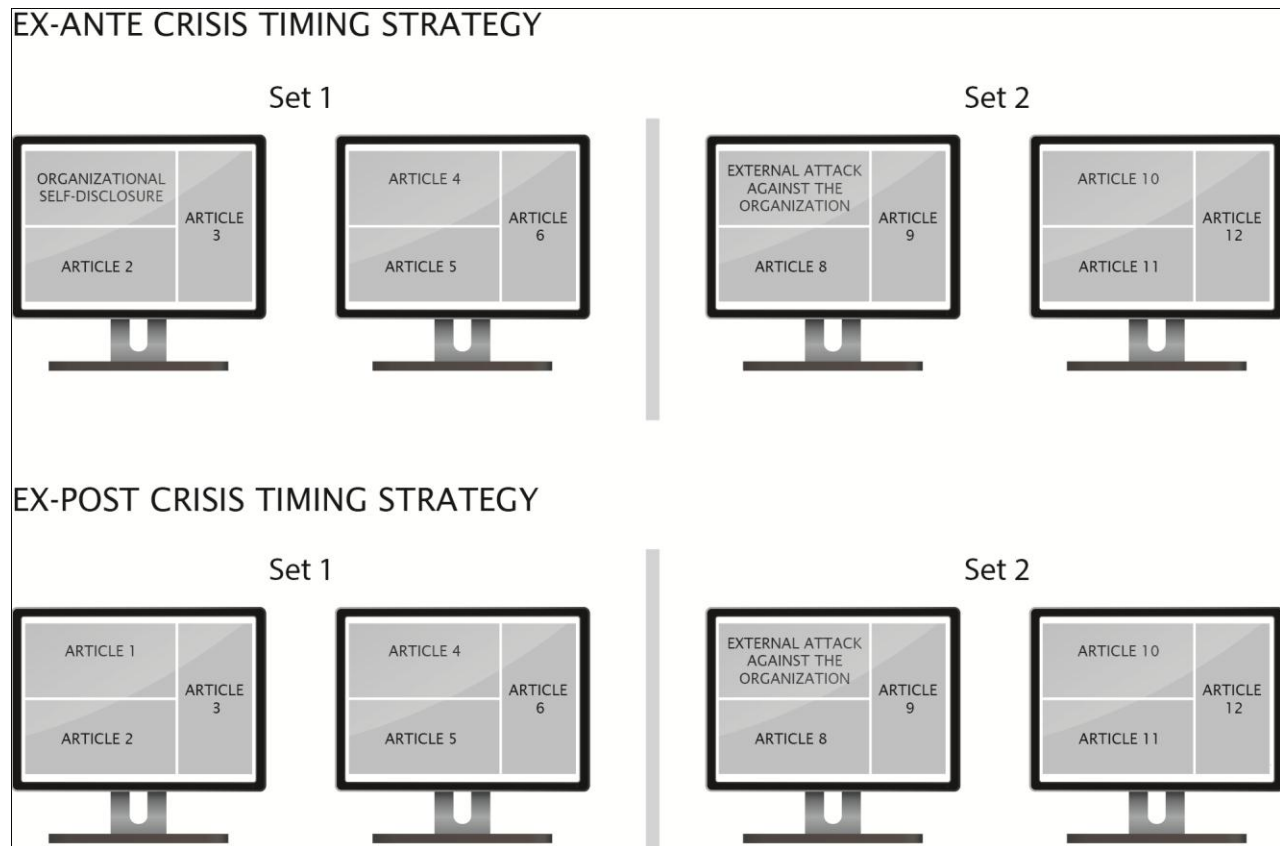 EX-ANTE CRISIS TIMING STRATEGY
Set 1
Set 2
ORGANIZATIONAL
SELF-DISCLOSURE
ARTICLE 2
ARTICLE
3
ARTICLE 4
ARTICLE 5
ARTICLE
6
EXTERNAL ATTACK
AGAINST THE
ORGANIZATION
ARTICLE 8
ARTICLE
9
ARTICLE 10
ARTICLE 11
ARTICLE
12
EX-POST CRISIS TIMING STRATEGY
Set 1
Set 2
ARTICLE 1
ARTICLE 2
ARTICLE
3
ARTICLE 4
ARTICLE 5
ARTICLE
6
EXTERNAL ATTACK
AGAINST THE
ORGANIZATION
ARTICLE 8
ARTICLE
9
ARTICLE 10
ARTICLE 11
ARTICLE
12